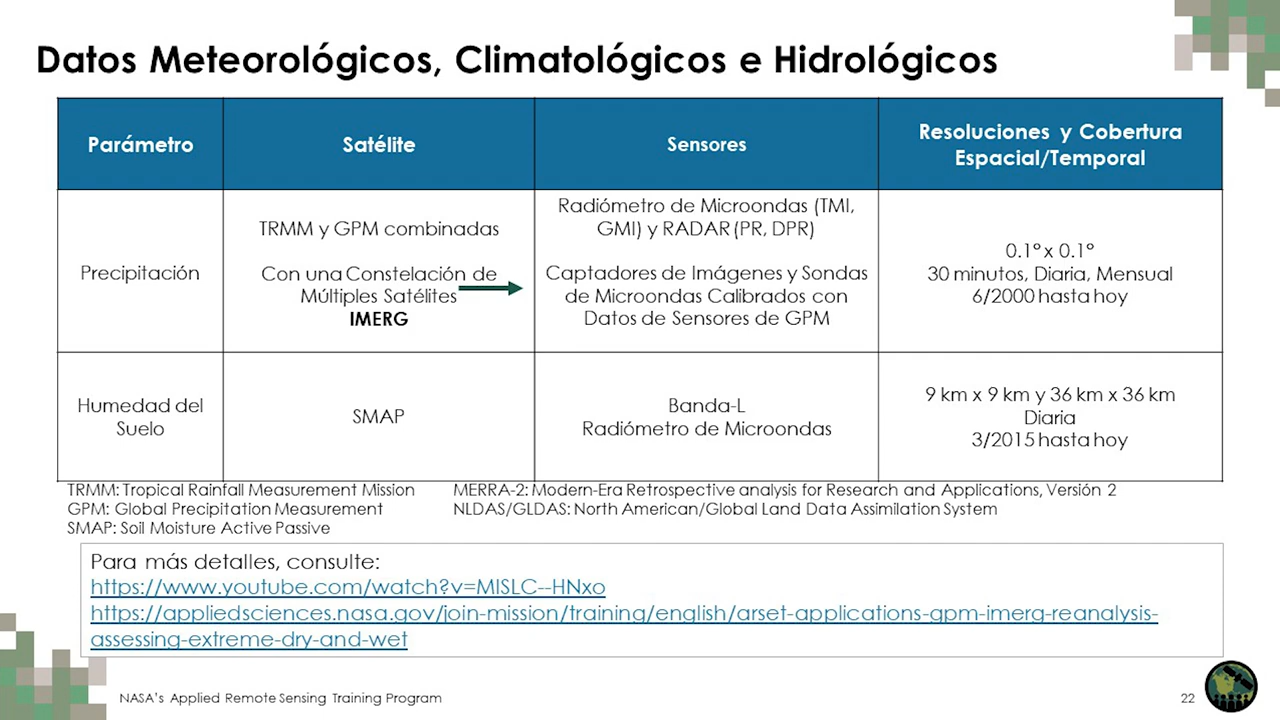 Datos Meteorológicos, Climatológicos e Hidrológicos
Parámetro
Satélite
Sensores
Resoluciones y Cobertura
Espacial/Temporal
Precipitación
TRMM y GPM combinadas
Con una Constelación de
Múltiples Satélites
IMERG
Radiómetro de Microondas (TMI,
GMI) y RADAR (PR, DPR)
Captadores de Imágenes y Sondas
de Microondas Calibrados con
Datos de Sensores de GPM
0.1° x 0.1°
30 minutos, Diaria, Mensual
6/2000 hasta hoy
Humedad del
Suelo
SMAP
Banda-L
Radiómetro de Microondas
9 km x 9 km y 36 km x 36 km
Diaria
3/2015 hasta hoy
TRMM: Tropical Rainfall Measurement Mission
GPM: Global Precipitation Measurement
SMAP: Soil Moisture Active Passive
MERRA-2: Modern-Era Retrospective analysis for Research and Applications, Versión 2
NLDAS/GLDAS: North American/Global Land Data Assimilation System
Para más detalles, consulte:
https://www.youtube.com/watch?v=MISLC--HNxo
https://appliedsciences.nasa.gov/join-mission/training/english/arset-applications-gpm-imerg-reanalysis-
assessing-extreme-dry-and-wet
NASA's Applied Remote Sensing Training Program
22